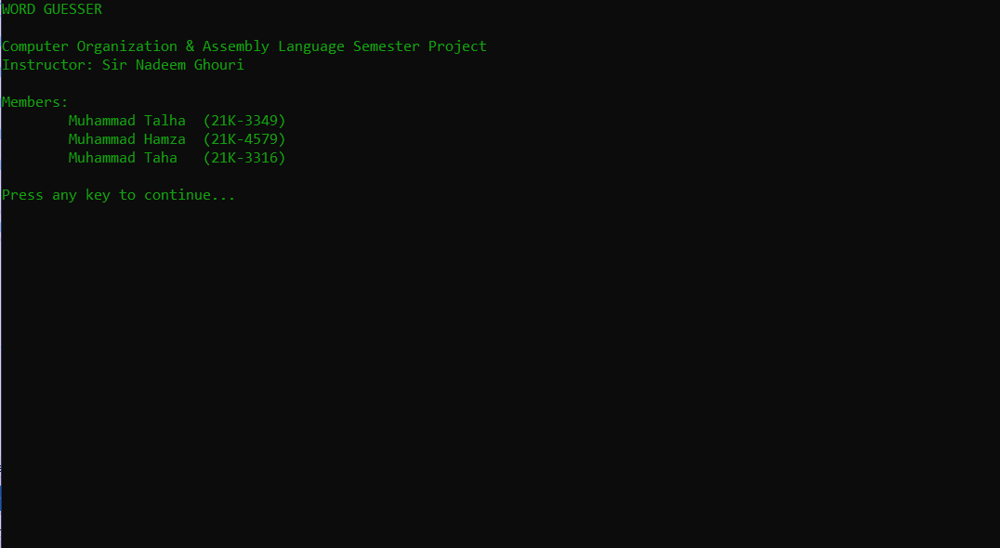 WORD GUESSER
Computer Organization & Assembly Language Semester Project
Instructor: Sir Nadeem Ghouri
Members:
Muhammad Talha (21K-3349)
Muhammad Hamza (21K-4579)
Muhammad Taha (21K-3316)
Press any key to continue...